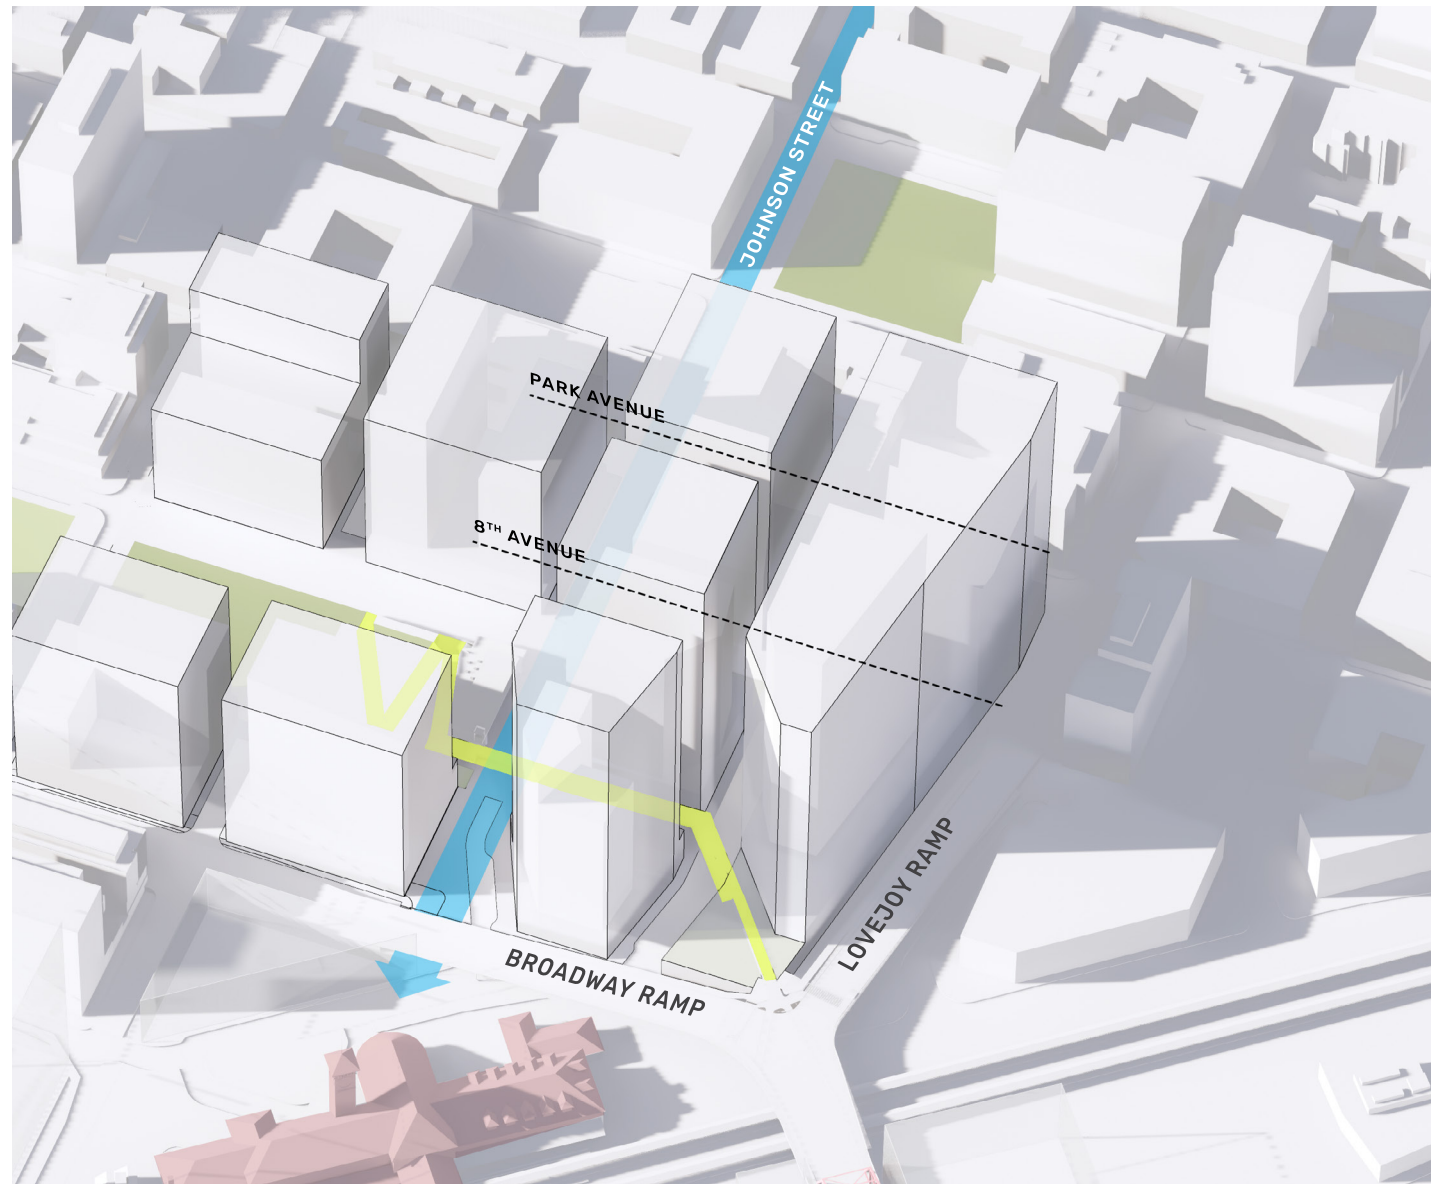 JOHNSON STREET
PARK AVENUE
8TH AVENUE
LOVEJOY RAMP
BROADWAY RAMP